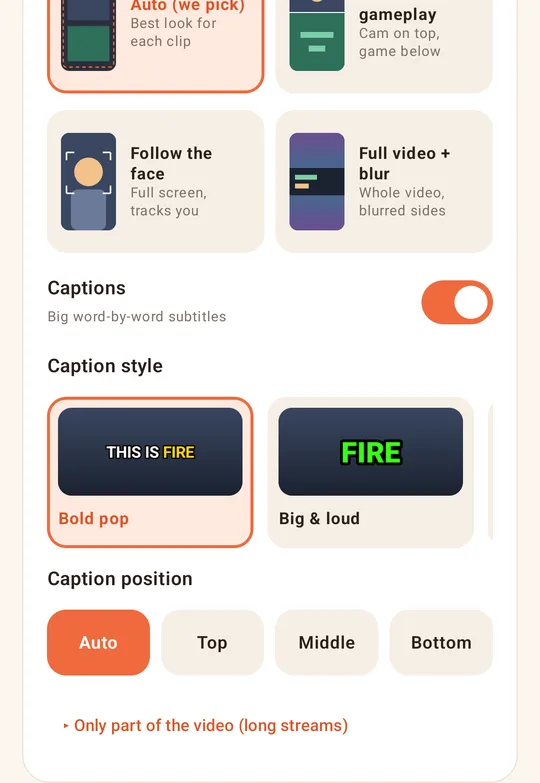 Auto (we pick)
Best look for
each clip
gameplay
Cam on top,
game below
Follow the
face
Full screen,
tracks you
Full video +
blur
Whole video,
blurred sides
Captions
Big word-by-word subtitles
Caption style
THIS IS FIRE
Bold pop
FIRE
Big & loud
Caption position
Auto
Top
Middle
Bottom
▸ Only part of the video (long streams)